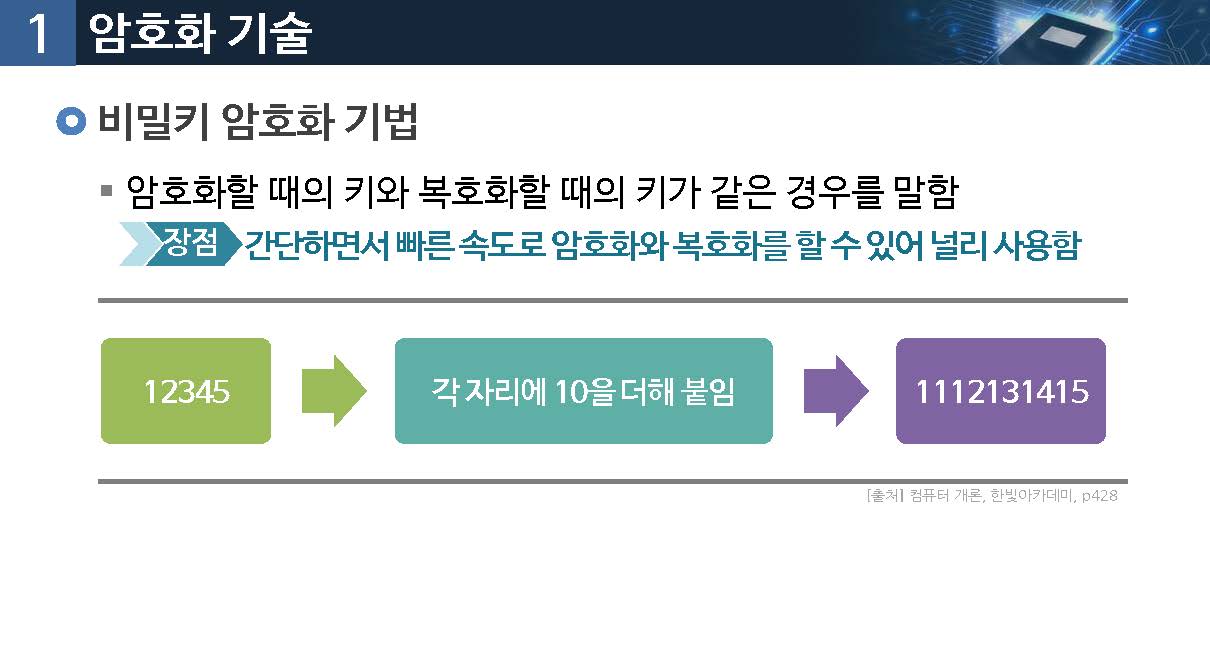 1 암호화 기술
비밀키 암호화 기법
암호화할 때의 키와 복호화할 때의 키가 같은 경우를 말함
장점 간단하면서 빠른 속도로 암호화와 복호화를 할 수 있어 널리 사용함
12345 각 자리에 10을 더해 붙임 1112131415
[출처] 컴퓨터 개론, 한빛아카데미, p428